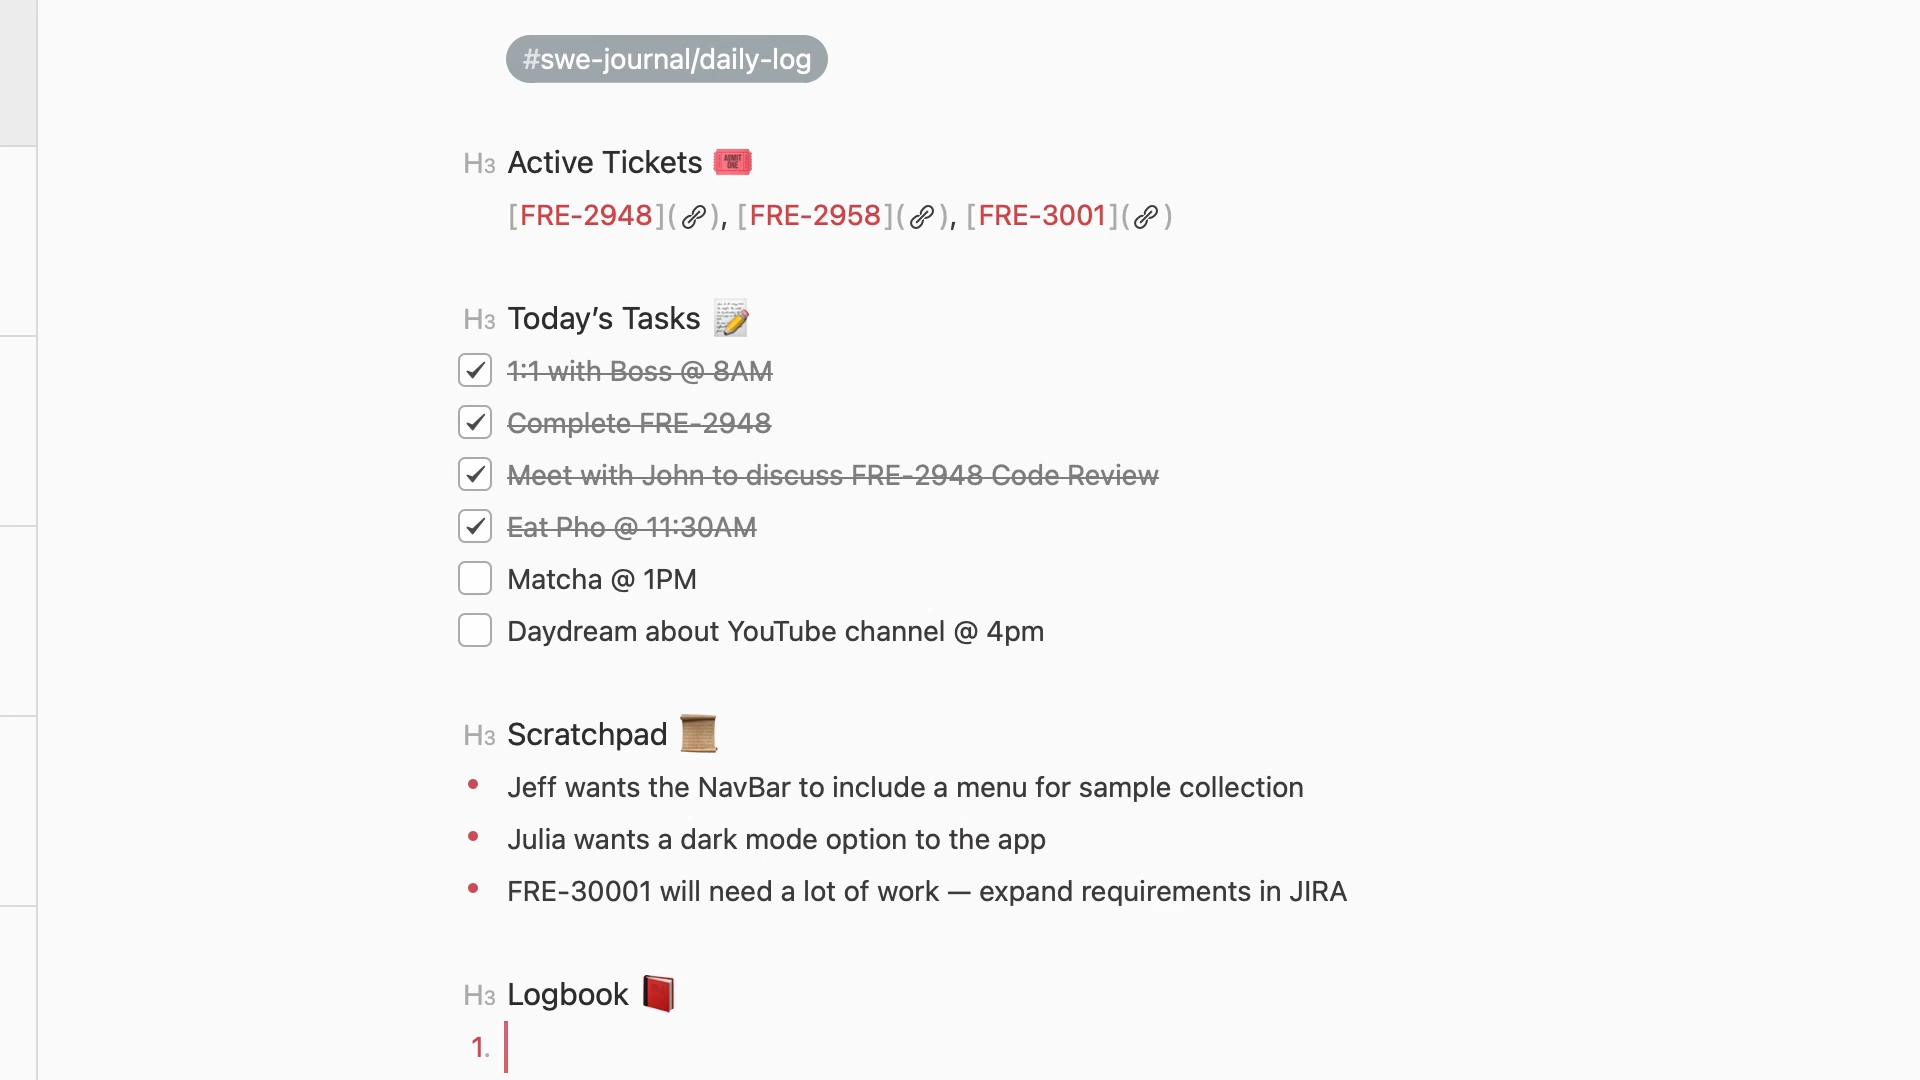 #swe-journal/daily-log
H3 Active Tickets
[FRE-2948](), [FRE-2958](), [FRE-3001]()
H3 Today’s Tasks
1:1 with Boss @ 8AM
Complete FRE-2948
Meet with John to discuss FRE-2948 Code Review
Eat Pho @ 11:30AM
Matcha @ 1PM
Daydream about YouTube channel @ 4pm
H3 Scratchpad
• Jeff wants the NavBar to include a menu for sample collection
• Julia wants a dark mode option to the app
• FRE-30001 will need a lot of work — expand requirements in JIRA
H3 Logbook
1.